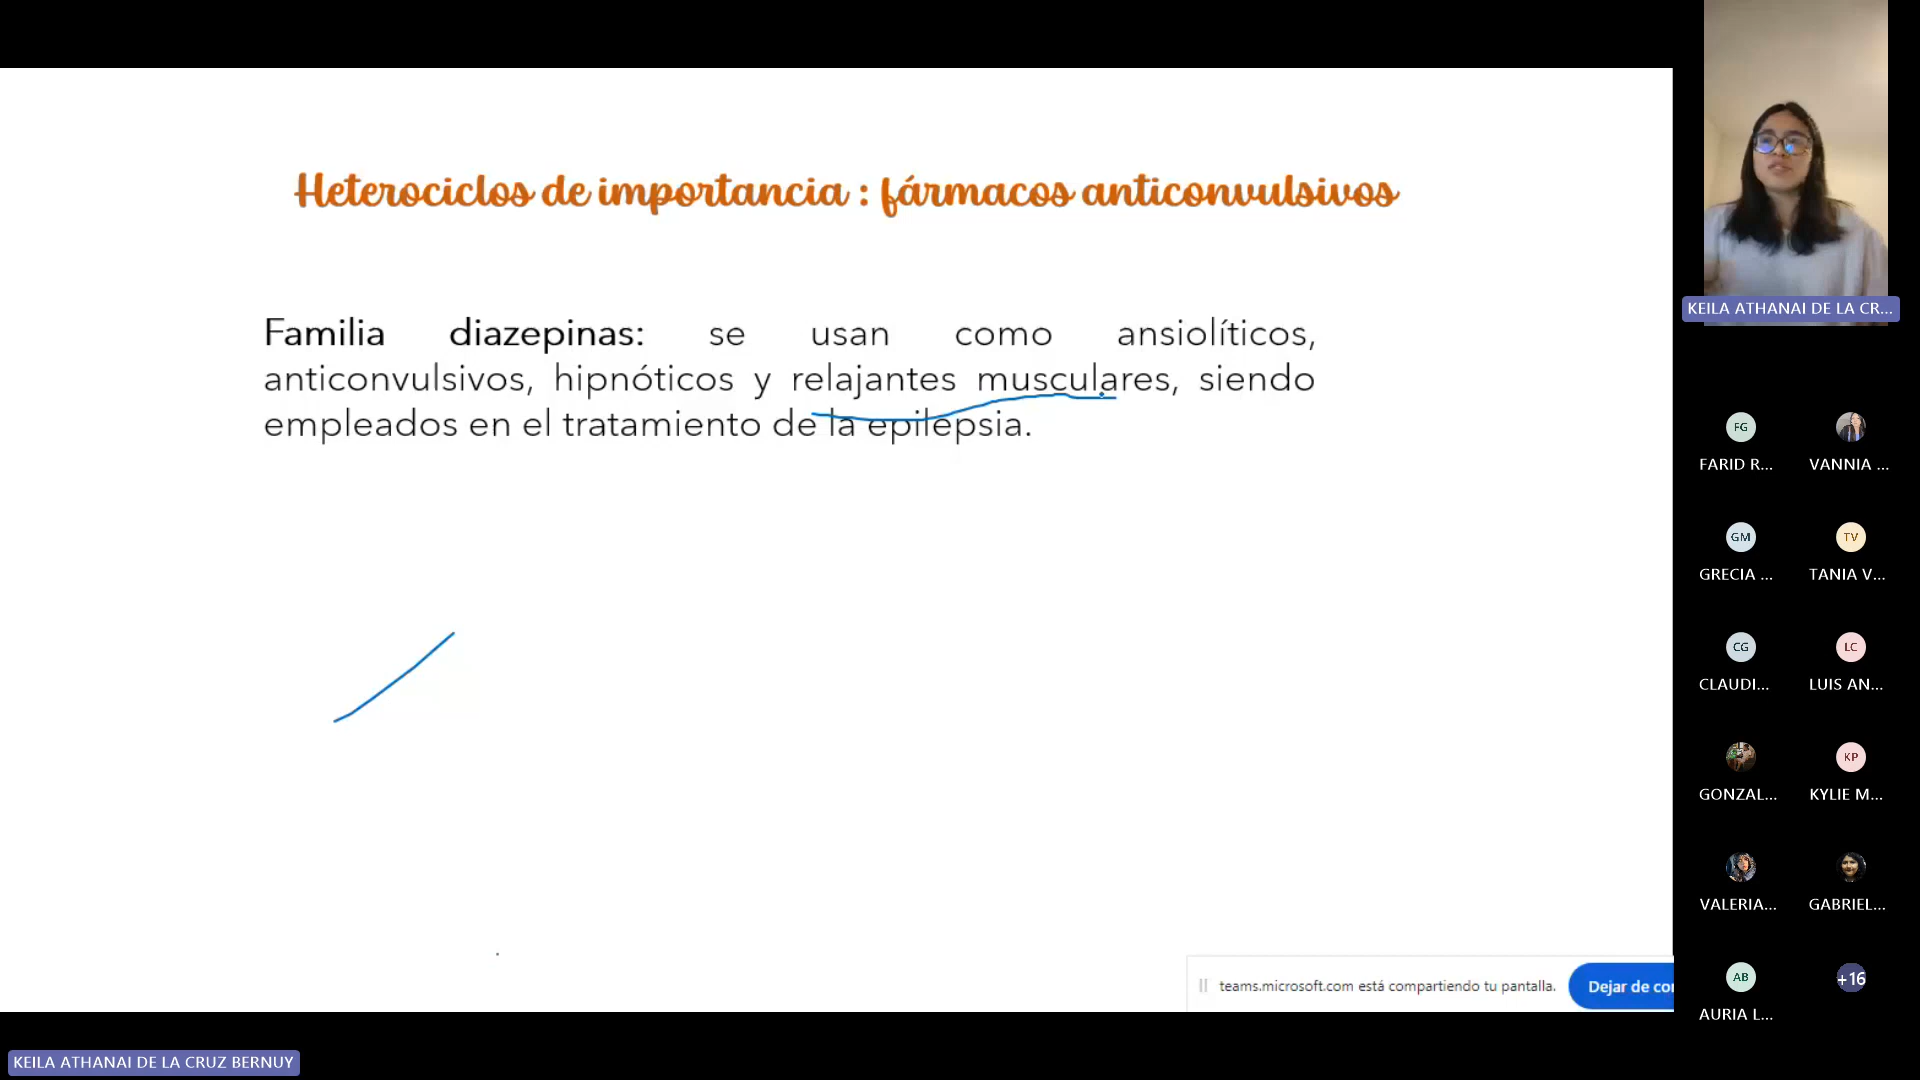 Heterociclos de importancia : fármacos anticonvulsivos
Familia diazepinas: se usan como ansiolíticos,
anticonvulsivos, hipnóticos y relajantes musculares, siendo
empleados en el tratamiento de la epilepsia.
teams.microsoft.com está compartiendo tu pantalla.
Dejar de co
KEILA ATHANAI DE LA CR...
FG
FARID R...
VANNIA ...
GM
GRECIA ...
TV
TANIA V...
CG
CLAUDI...
LC
LUIS AN...
GONZAL...
KP
KYLIE M...
VALERIA...
GABRIEL...
AB
AURIA L...
+16
KEILA ATHANAI DE LA CRUZ BERNUY